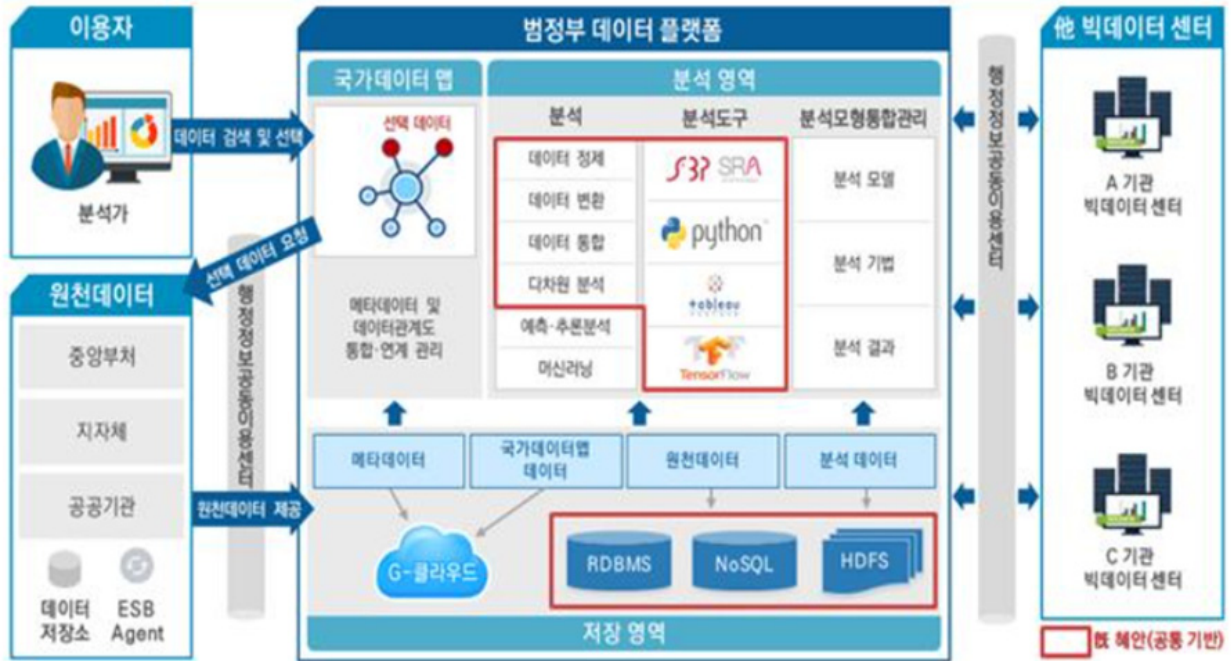 이용자
분석가
데이터 검색 및 선택
선택 데이터 요청
원천데이터
중앙부처
지자체
공공기관
데이터
저장소
ESB
Agent
원천데이터 제공
행정정보공동이용센터
범정부 데이터 플랫폼
국가데이터 맵
선택 데이터
메타데이터 및
데이터관계도
통합·연계 관리
분석 영역
분석
데이터 정제
데이터 변환
데이터 통합
다차원 분석
예측·추론분석
머신러닝
분석도구
SBP SRA
python
+ableau
TensorFlow
분석모형통합관리
분석 모델
분석 기법
분석 결과
메타데이터
국가데이터맵
데이터
원천데이터
분석 데이터
G-클라우드
RDBMS
NoSQL
HDFS
저장 영역
행정정보공동이용센터
他 빅데이터 센터
A 기관
빅데이터 센터
B 기관
빅데이터 센터
C 기관
빅데이터 센터
旣 혜안(공통 기반)